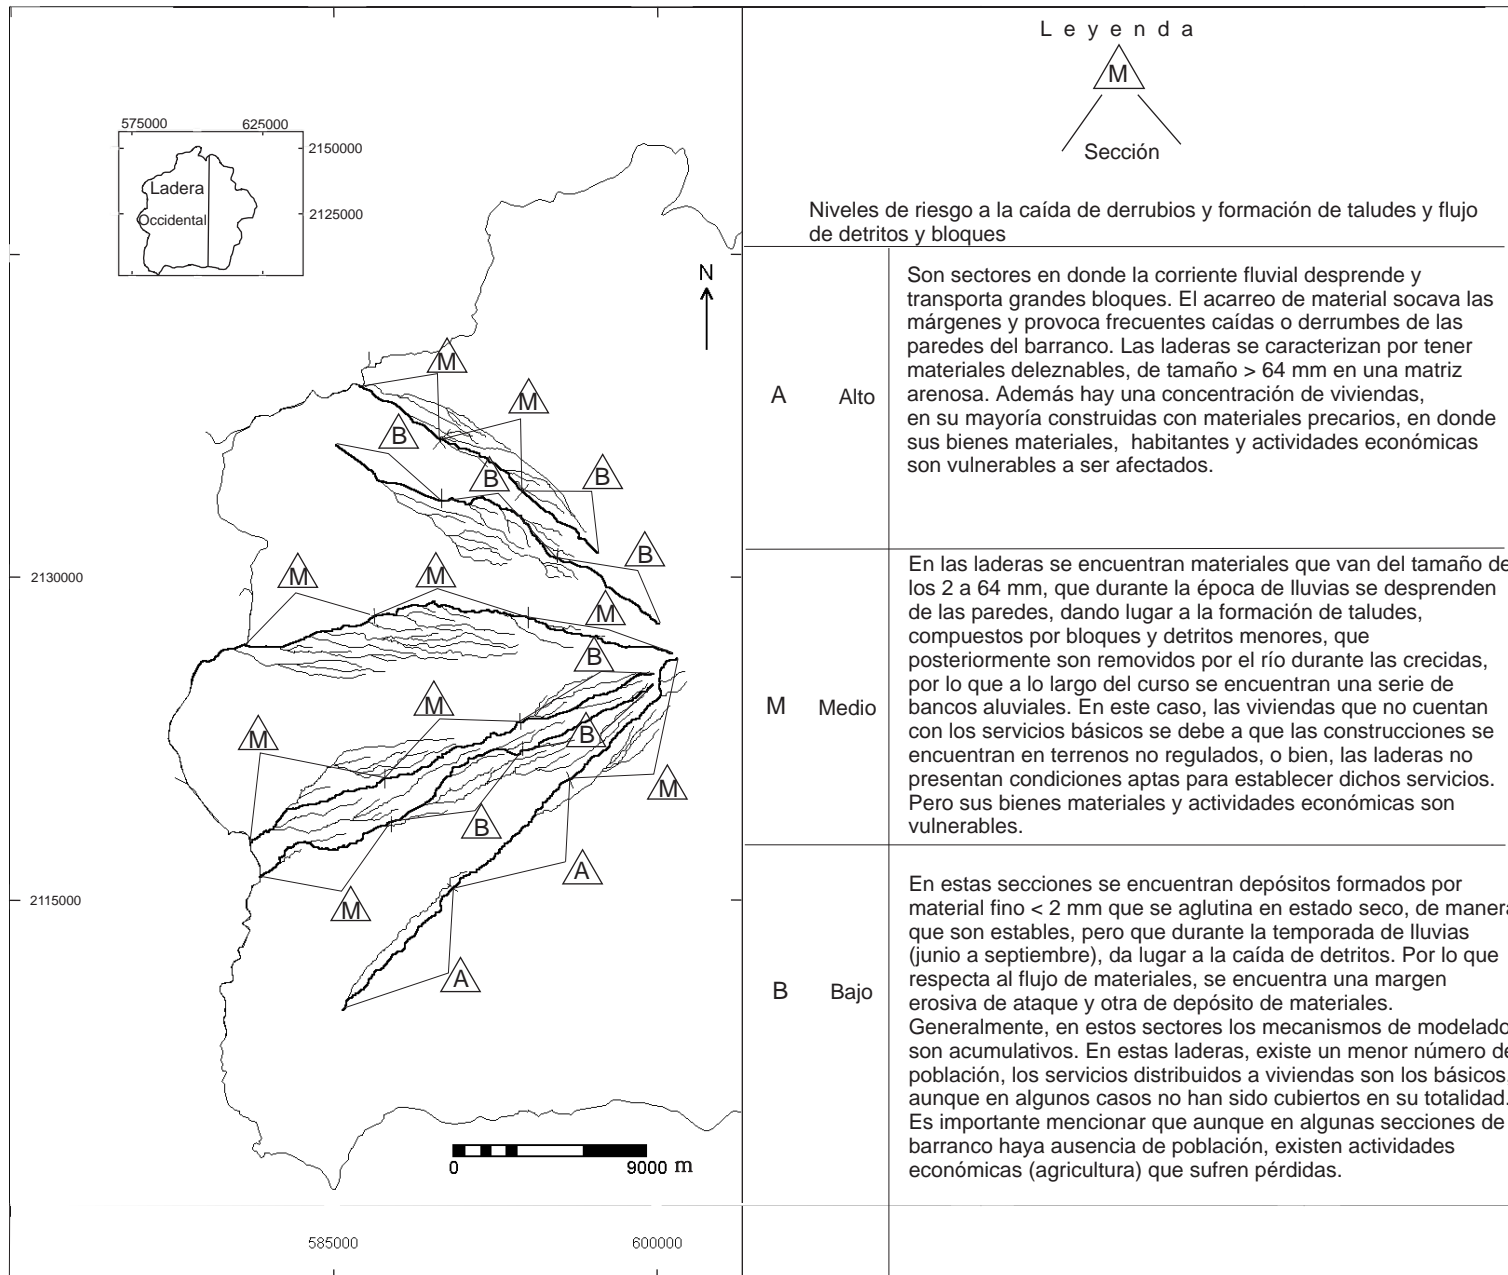 575000
625000
2150000
2125000
Ladera
Occidental
N
M
M
B
B
B
B
M
M
M
B
M
M
B
M
B
A
M
A
2130000
2115000
0
9000 m
585000
600000
Leyenda
M
Sección
Niveles de riesgo a la caída de derrubios y formación de taludes y flujo
de detritos y bloques
A Alto
Son sectores en donde la corriente fluvial desprende y
transporta grandes bloques. El acarreo de material socava las
márgenes y provoca frecuentes caídas o derrumbes de las
paredes del barranco. Las laderas se caracterizan por tener
materiales deleznables, de tamaño > 64 mm en una matriz
arenosa. Además hay una concentración de viviendas,
en su mayoría construidas con materiales precarios, en donde
sus bienes materiales, habitantes y actividades económicas
son vulnerables a ser afectados.
M Medio
En las laderas se encuentran materiales que van del tamaño de
los 2 a 64 mm, que durante la época de lluvias se desprenden
de las paredes, dando lugar a la formación de taludes,
compuestos por bloques y detritos menores, que
posteriormente son removidos por el río durante las crecidas,
por lo que a lo largo del curso se encuentran una serie de
bancos aluviales. En este caso, las viviendas que no cuentan
con los servicios básicos se debe a que las construcciones se
encuentran en terrenos no regulados, o bien, las laderas no
presentan condiciones aptas para establecer dichos servicios.
Pero sus bienes materiales y actividades económicas son
vulnerables.
B Bajo
En estas secciones se encuentran depósitos formados por
material fino < 2 mm que se aglutina en estado seco, de manera
que son estables, pero que durante la temporada de lluvias
(junio a septiembre), da lugar a la caída de detritos. Por lo que
respecta al flujo de materiales, se encuentra una margen
erosiva de ataque y otra de depósito de materiales.
Generalmente, en estos sectores los mecanismos de modelado
son acumulativos. En estas laderas, existe un menor número de
población, los servicios distribuidos a viviendas son los básicos,
aunque en algunos casos no han sido cubiertos en su totalidad.
Es importante mencionar que aunque en algunas secciones de
barranco haya ausencia de población, existen actividades
económicas (agricultura) que sufren pérdidas.